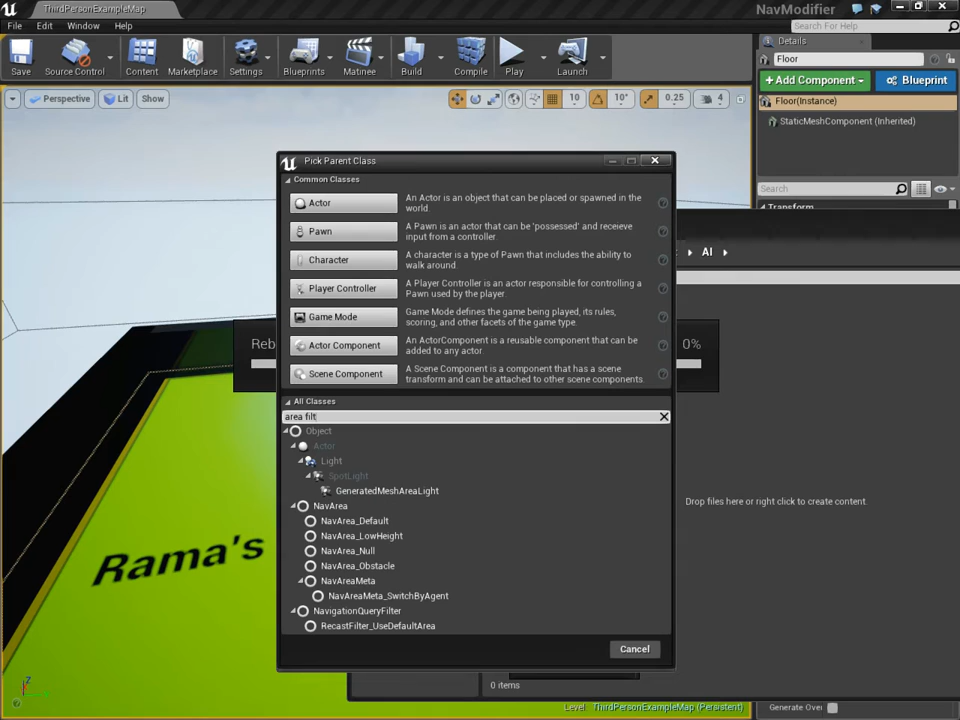 ThirdPersonExampleMap
NavModifier
File Edit Window Help
Search For Help
Save Source Control Content Marketplace Settings Blueprints Matinee Build Compile Play Launch
Details
Floor
+ Add Component Blueprint
Floor(Instance)
StaticMeshComponent (Inherited)
Search
Transform
Perspective Lit Show
10 10° 0.25 4
Pick Parent Class
Common Classes
Actor
An Actor is an object that can be placed or spawned in the
world.
Pawn
A Pawn is an actor that can be 'possessed' and receieve
input from a controller.
Character
A character is a type of Pawn that includes the ability to
walk around.
Player Controller
A Player Controller is an actor responsible for controlling a
Pawn used by the player.
Game Mode
Game Mode defines the game being played, its rules,
scoring, and other facets of the game type.
Actor Component
An ActorComponent is a reusable component that can be
added to any actor.
Scene Component
A Scene Component is a component that has a scene
transform and can be attached to other scene components.
All Classes
area filt
Object
Actor
Light
SpotLight
GeneratedMeshAreaLight
NavArea
NavArea_Default
NavArea_LowHeight
NavArea_Null
NavArea_Obstacle
NavAreaMeta
NavAreaMeta_SwitchByAgent
NavigationQueryFilter
RecastFilter_UseDefaultArea
Cancel
AI
Reb
0%
Drop files here or right click to create content.
Rama's
0 items
Level: ThirdPersonExampleMap (Persistent)
Generate Over